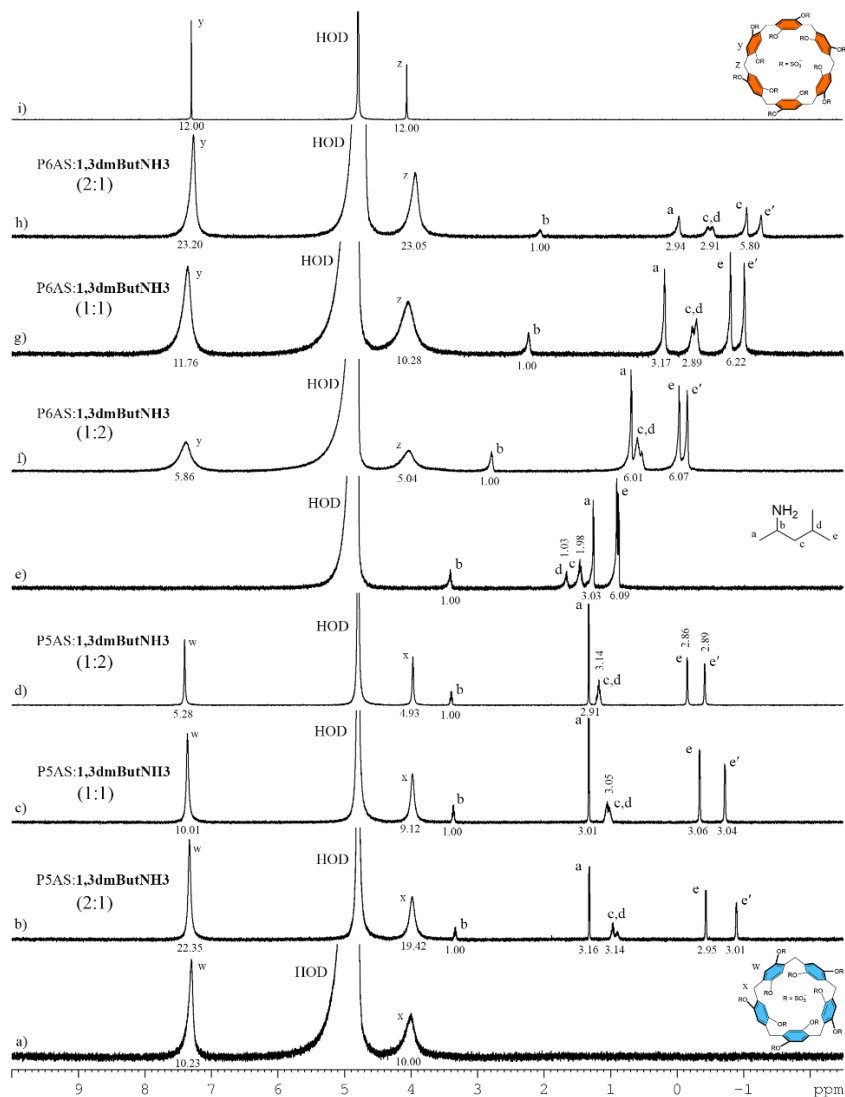 y
HOD
z
i)
12.00
12.00
y
z
OR
RO
R = SO3-
P6AS:1,3dmButNH3
(2:1)
HOD
y
z
b
a
c,d
c
e'
h)
23.20
23.05
1.00
2.94
2.91
5.80
P6AS:1,3dmButNH3
(1:1)
HOD
y
z
b
a
c,d
e
e'
g)
11.76
10.28
1.00
3.17
2.89
6.22
P6AS:1,3dmButNH3
(1:2)
HOD
y
z
b
a
c,d
e
e'
f)
5.86
5.04
1.00
6.01
6.07
HOD
b
d
1.03
c
1.98
a
e
NH2
a
b
c
d
e
e)
1.00
3.03
6.09
P5AS:1,3dmButNH3
(1:2)
HOD
w
x
b
a
3.14
c,d
e
2.86
e'
2.89
d)
5.28
4.93
1.00
2.91
P5AS:1,3dmButNH3
(1:1)
HOD
w
x
b
a
3.05
c,d
e
e'
c)
10.01
9.12
1.00
3.01
3.06
3.04
P5AS:1,3dmButNH3
(2:1)
HOD
w
x
b
a
c,d
e
e'
b)
22.35
19.42
1.00
3.16
3.14
2.95
3.01
HOD
w
x
a)
10.23
10.00
w
x
OR
RO
R = SO3-
9 8 7 6 5 4 3 2 1 0 -1 ppm